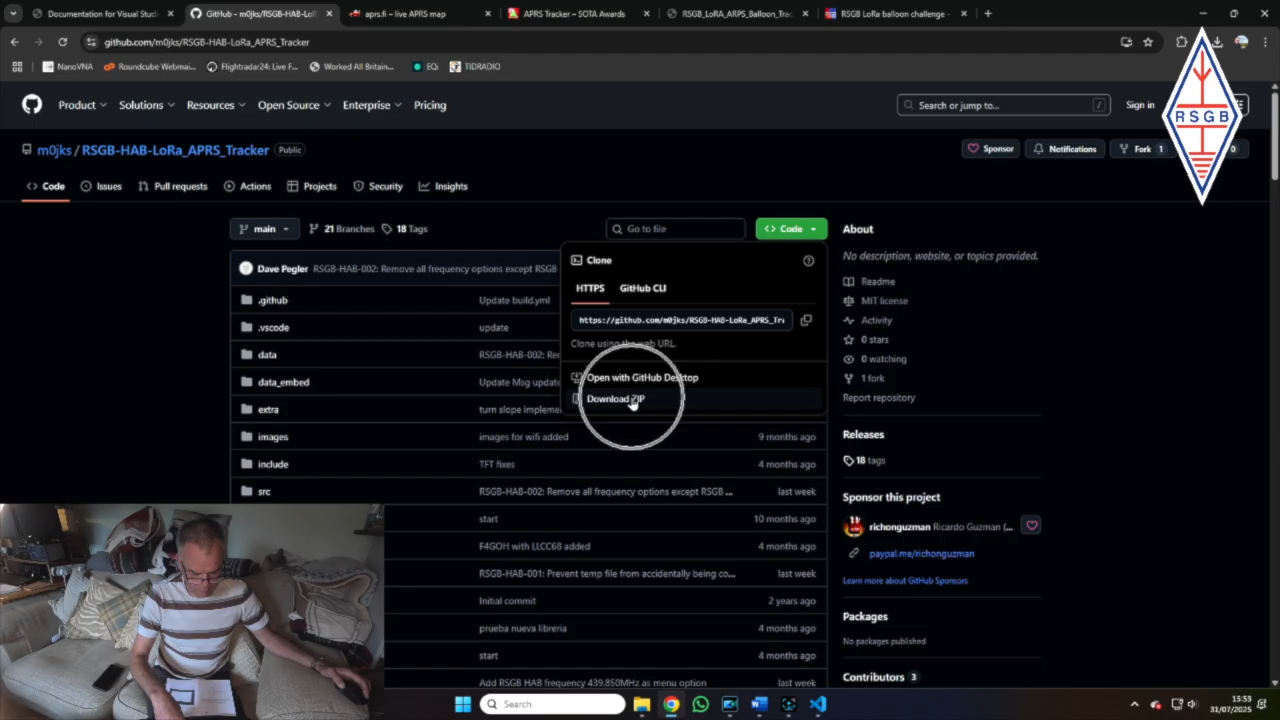 Documentation for Visual Studi
GitHub - m0jks/RSGB-HAB-LoRa
aprs.fi – live APRS map
APRS Tracker – SOTA Awards
RSGB_LoRA_ARPS_Balloon_Trac
RSGB LoRa balloon challenge -
github.com/m0jks/RSGB-HAB-LoRa_APRS_Tracker
NanoVNA
Roundcube Webmai...
Flightradar24: Live F...
Worked All Britain...
EQi
TIDRADIO
Product
Solutions
Resources
Open Source
Enterprise
Pricing
Search or jump to...
/
Sign in
RSGB
m0jks / RSGB-HAB-LoRa_APRS_Tracker
Public
Sponsor
Notifications
Fork 1
0
Code
Issues
Pull requests
Actions
Projects
Security
Insights
main
21 Branches
18 Tags
Go to file
Code
About
Clone
No description, website, or topics provided.
Dave Pegler RSGB-HAB-002: Remove all frequency options except RSGB
HTTPS
GitHub CLI
Readme
.github Update build.yml
MIT license
https://github.com/m0jks/RSGB-HAB-LoRa_APRS_Tra
Activity
.vscode update
Clone using the web URL.
0 stars
data RSGB-HAB-002: Re
0 watching
Open with GitHub Desktop
1 fork
data_embed Update Msg update
Download ZIP
Report repository
extra turn slope impleme
Releases
images images for wifi added 9 months ago
18 tags
include TFT fixes 4 months ago
src RSGB-HAB-002: Remove all frequency options except RSGB ... last week
Sponsor this project
start 10 months ago
richonguzman Ricardo Guzman (...
F4GOH with LLCC68 added 4 months ago
paypal.me/richonguzman
RSGB-HAB-001: Prevent temp file from accidentally being co... last week
Learn more about GitHub Sponsors
Initial commit 2 years ago
Packages
prueba nueva libreria 4 months ago
No packages published
start 4 months ago
Contributors 3
Add RSGB HAB frequency 439.850MHz as menu option last week
Search
15:53
31/07/2025